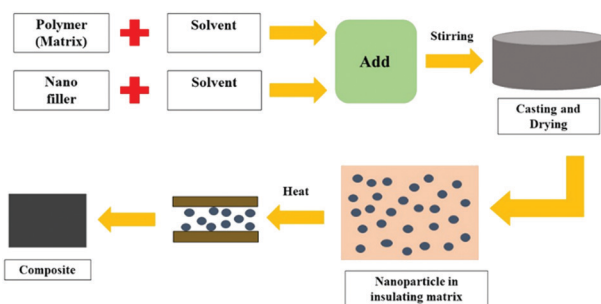 Polymer
(Matrix)
Solvent
Nano
filler
Solvent
Add
Stirring
Casting and
Drying
Nanoparticle in
insulating matrix
Heat
Composite